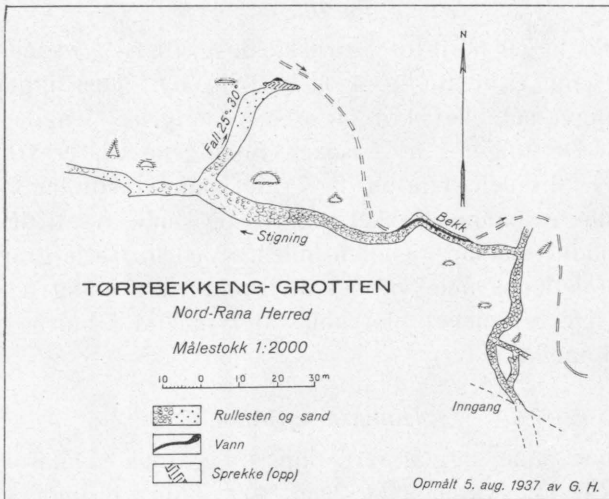 N
Fall 25°-30°
Bekk
Stigning
TØRRBEKKENG-GROTTEN
Nord-Rana Herred
Målestokk 1:2000
10 0 10 20 30 m
Inngang
Rullesten og sand
Vann
Sprekke (opp)
Opmålt 5. aug. 1937 av G. H.